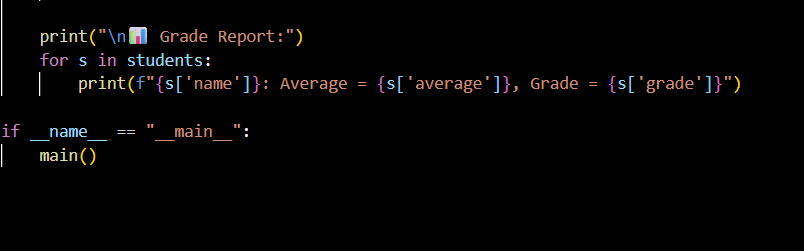 print("\n📊 Grade Report:")
for s in students:
print(f"{s['name']}: Average = {s['average']}, Grade = {s['grade']}")
if __name__ == "__main__":
main()